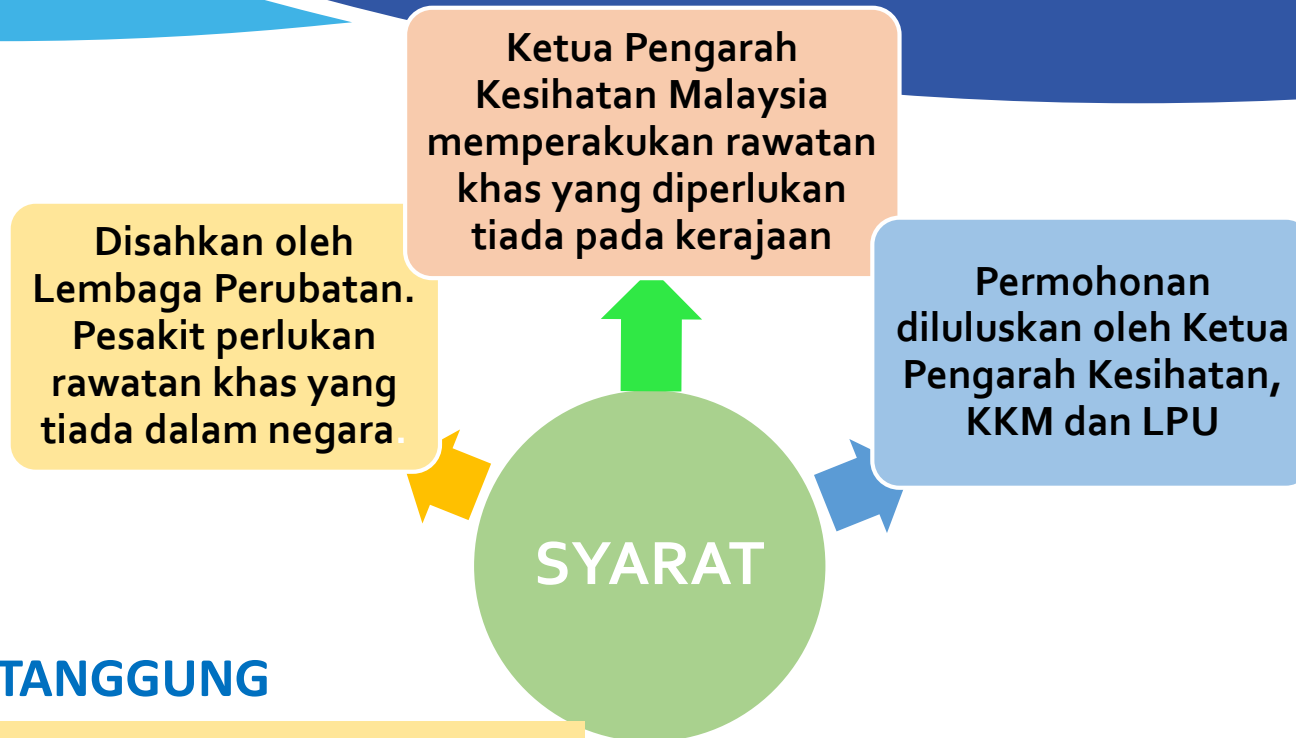 Ketua Pengarah
Kesihatan Malaysia
memperakukan rawatan
khas yang diperlukan
tiada pada kerajaan
Disahkan oleh
Lembaga Perubatan.
Pesakit perlukan
rawatan khas yang
tiada dalam negara.
Permohonan
diluluskan oleh Ketua
Pengarah Kesihatan,
KKM dan LPU
SYARAT
TANGGUNG